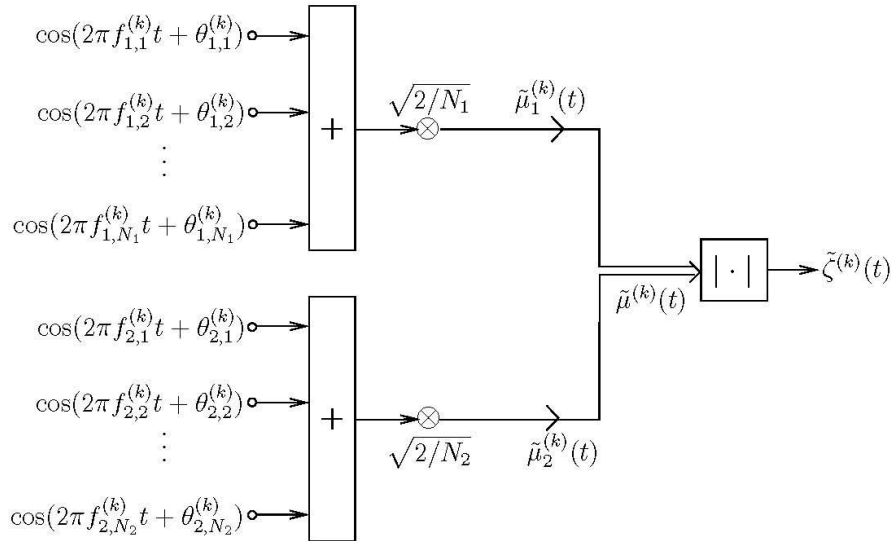 cos(2πf_{1,1}^{(k)}t + θ_{1,1}^{(k)})
cos(2πf_{1,2}^{(k)}t + θ_{1,2}^{(k)})
⋮
cos(2πf_{1,N_1}^{(k)}t + θ_{1,N_1}^{(k)})
+
√(2/N_1)
μ̃_1^{(k)}(t)
μ̃^{(k)}(t)
| · |
ζ̃^{(k)}(t)
cos(2πf_{2,1}^{(k)}t + θ_{2,1}^{(k)})
cos(2πf_{2,2}^{(k)}t + θ_{2,2}^{(k)})
⋮
cos(2πf_{2,N_2}^{(k)}t + θ_{2,N_2}^{(k)})
+
√(2/N_2)
μ̃_2^{(k)}(t)